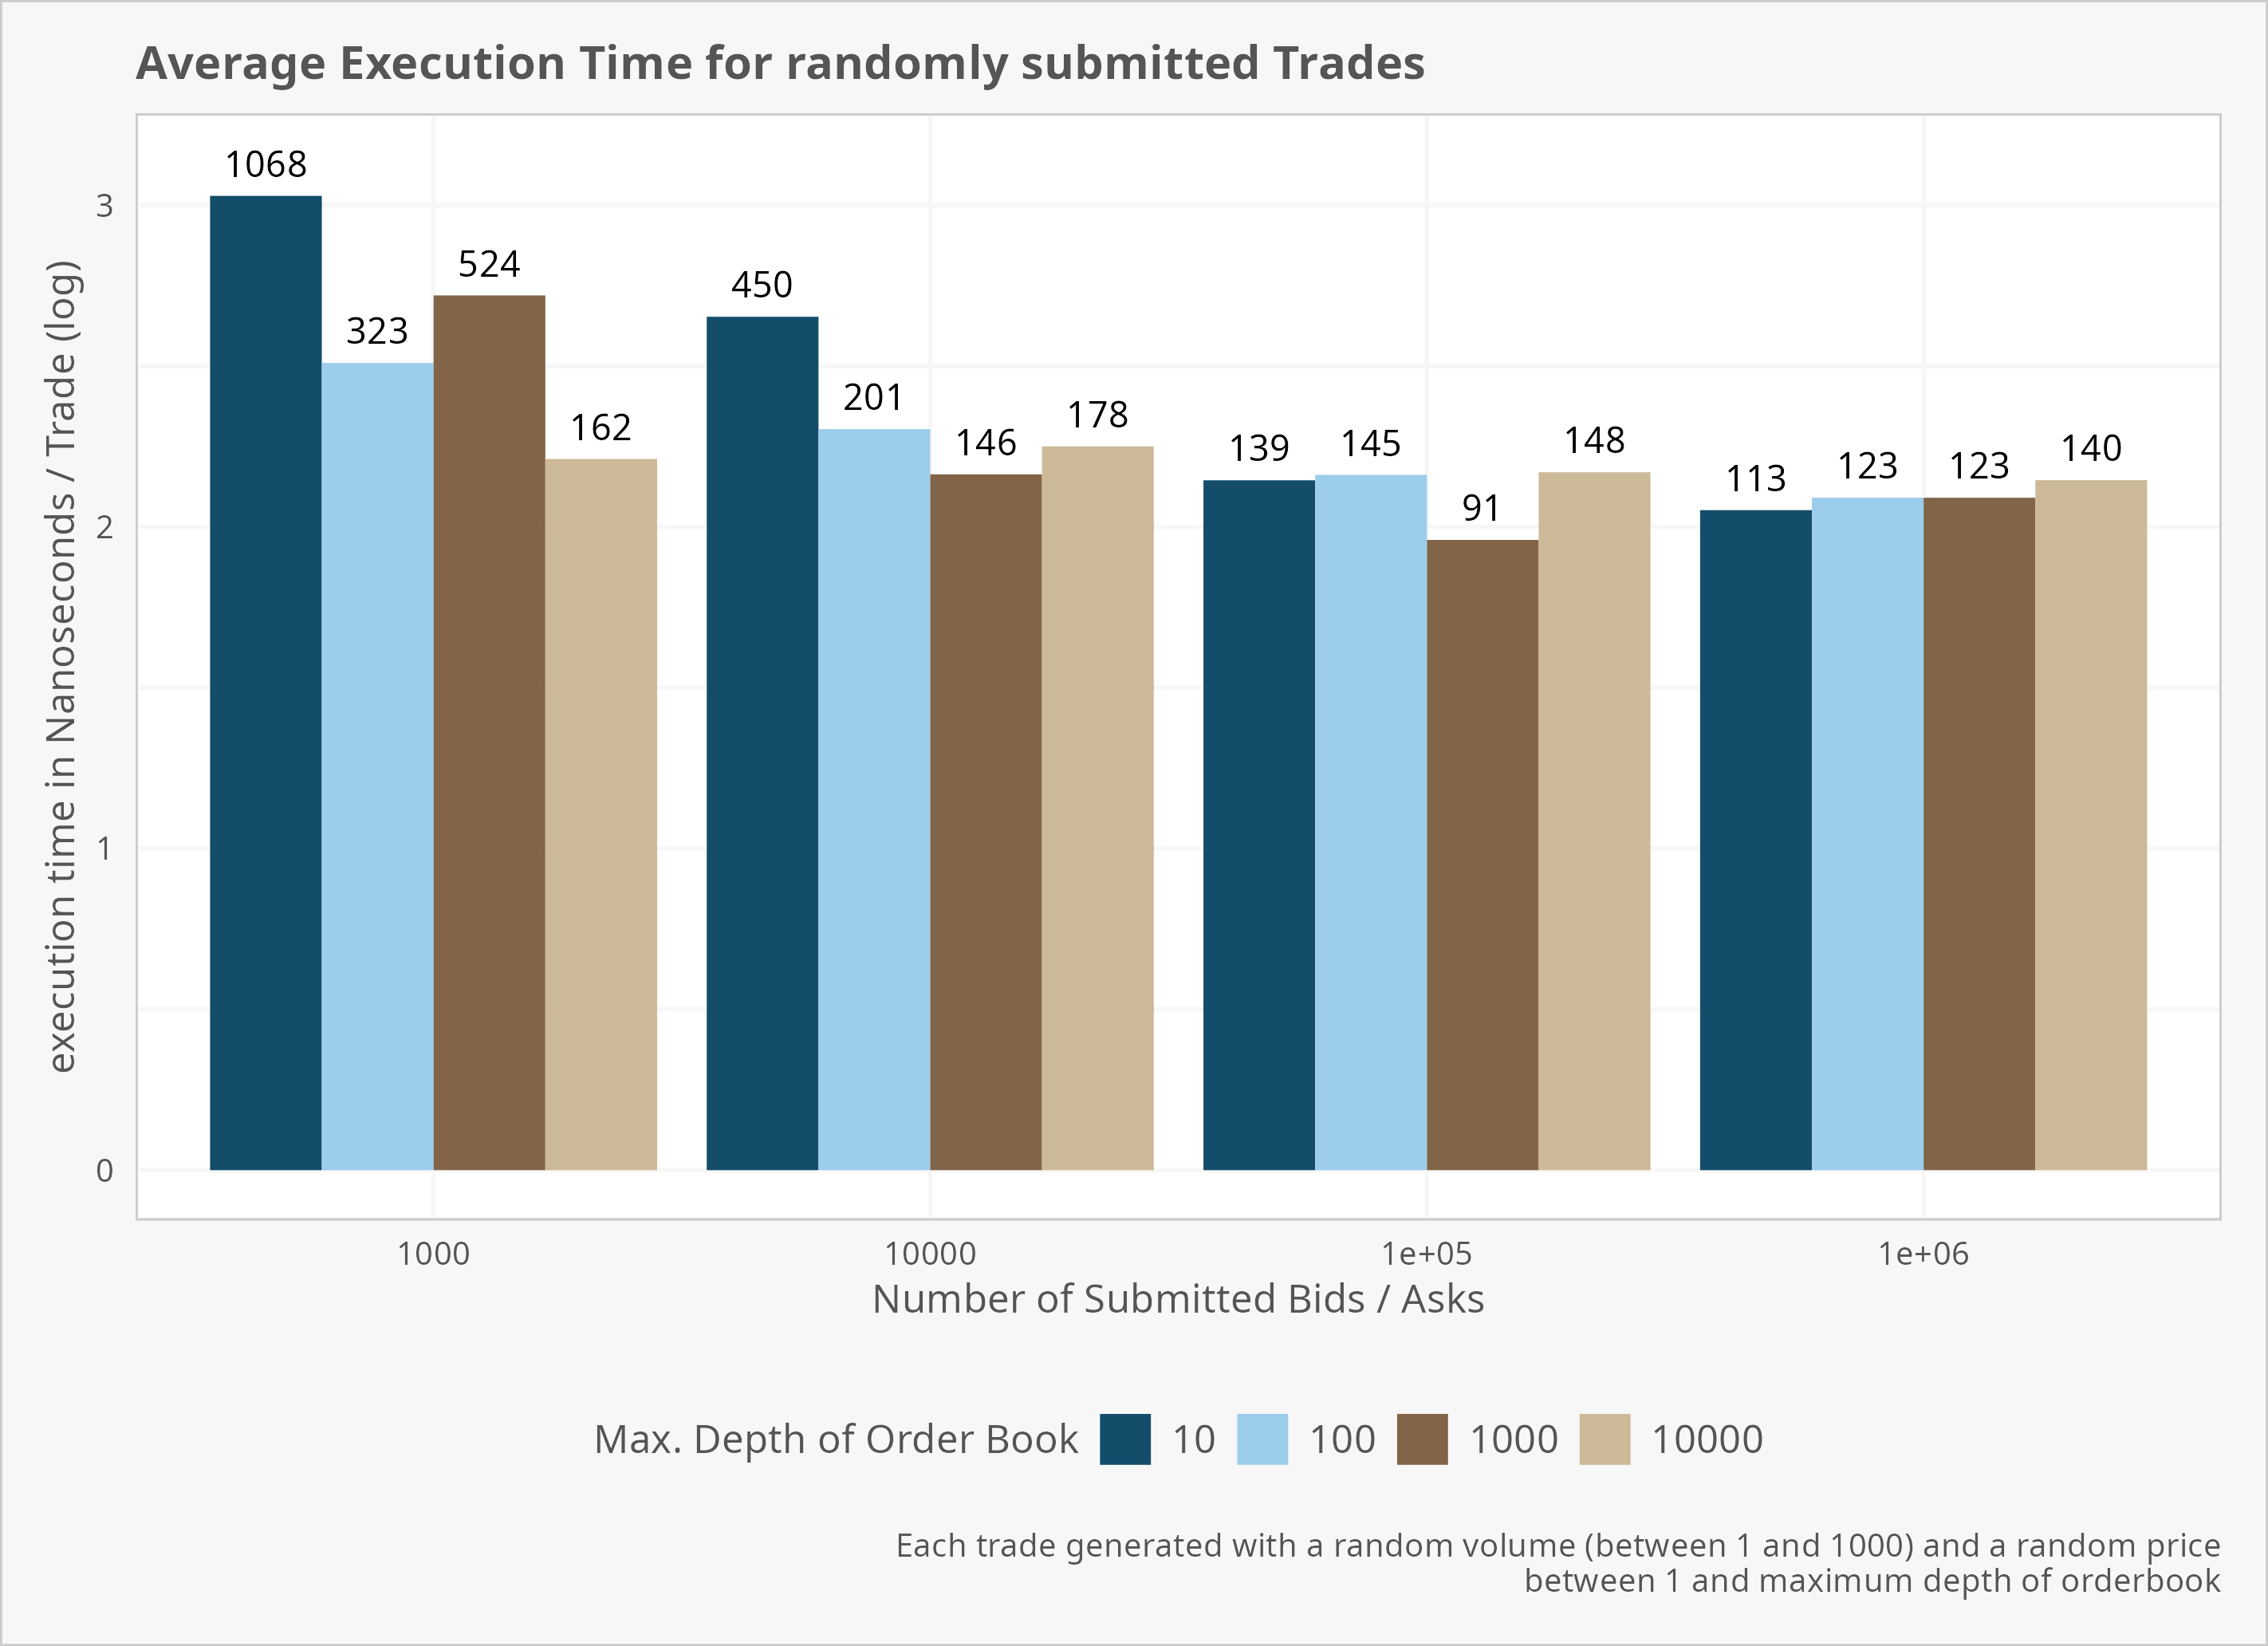 Average Execution Time for randomly submitted Trades
execution time in Nanoseconds / Trade (log)
3
2
1
0
1068
323
524
162
450
201
146
178
139
145
91
148
113
123
123
140
1000 10000 1e+05 1e+06
Number of Submitted Bids / Asks
Max. Depth of Order Book 10 100 1000 10000
Each trade generated with a random volume (between 1 and 1000) and a random price
between 1 and maximum depth of orderbook